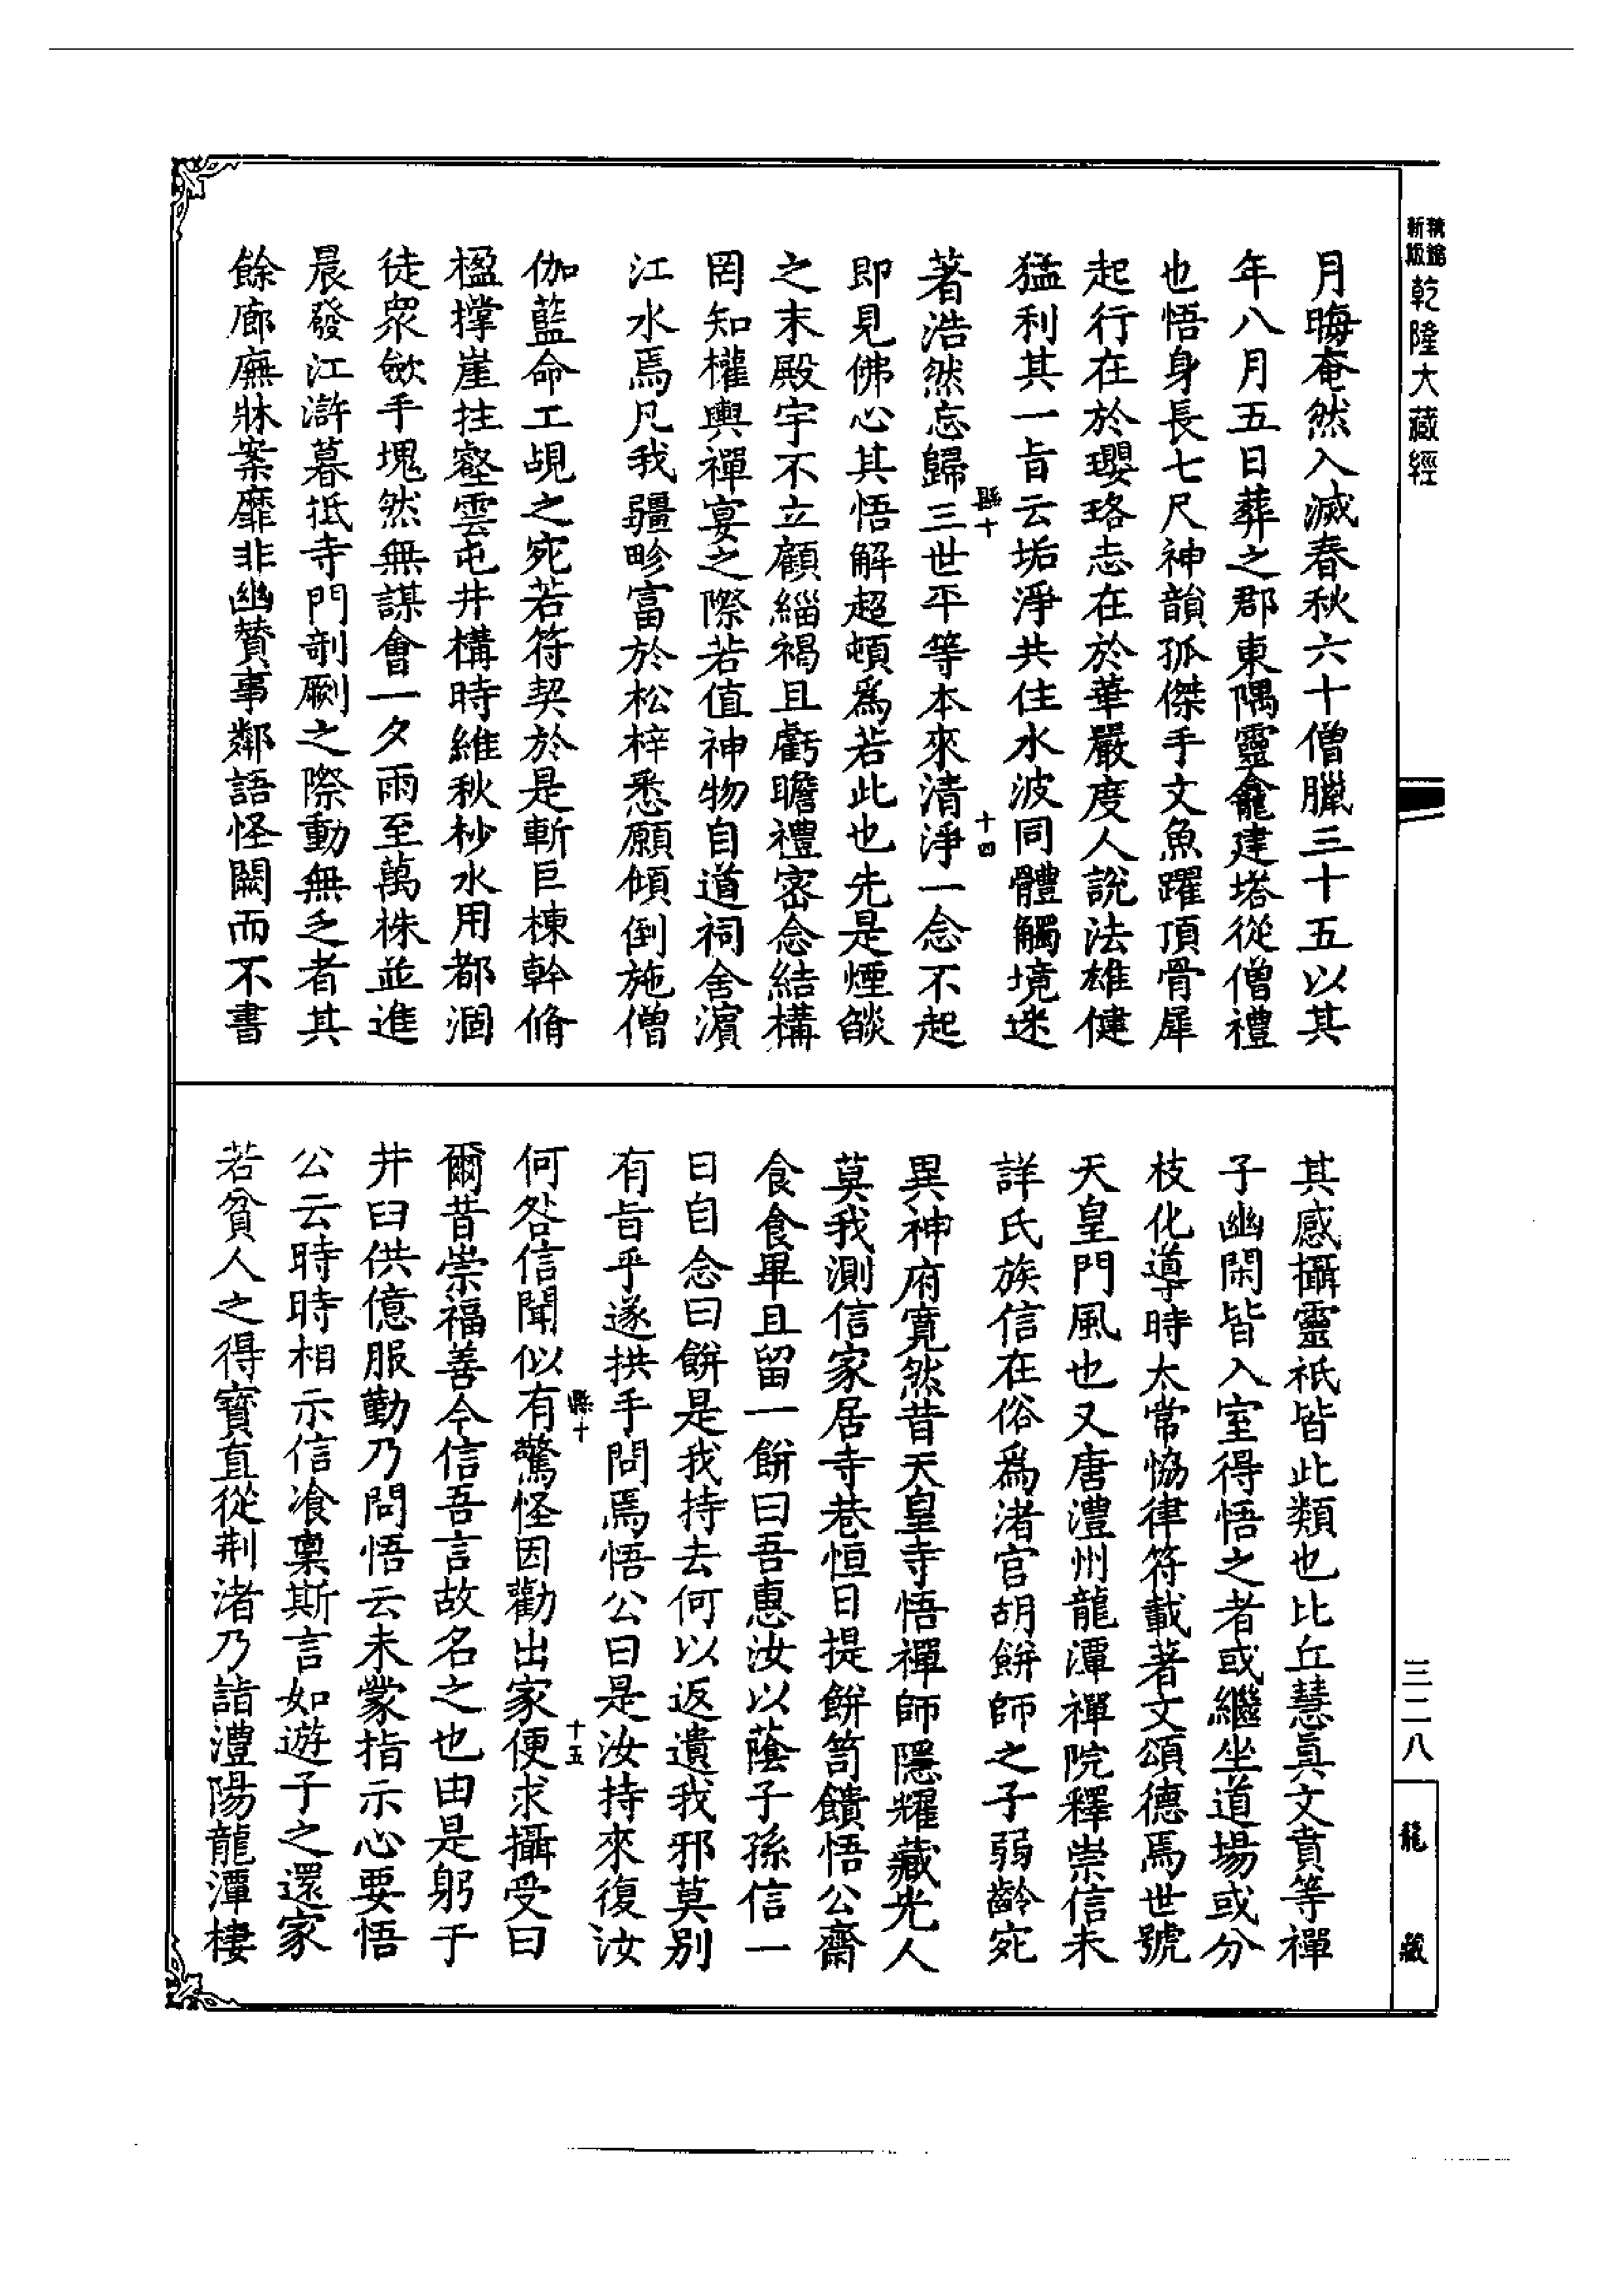 新版
乾隆大藏經
月晦奄然入滅春秋六十僧臘三十五以其
年八月五日葬之郡東隅靈龕建塔從僧禮
也悟身長七尺神韻孤傑手文魚躍頂骨犀
起行在於瓔珞志在於華嚴度人說法雄健
猛利其一旨云垢淨共住水波同體觸境迷
著浩然忘歸三世平等本來清淨一念不起
縣十
十四
即見佛心其悟解超頓爲若此也先是煙燄
之末殿宇不立顧緇褐且虧瞻禮密念結構
罔知權輿禪宴之際若值神物自道祠舍濵
江水焉凡我疆畛富於松梓悉願傾倒施僧
伽藍命工覘之宛若符契於是斬巨棟幹脩
楹撑崖拄壑雲屯井構時維秋杪水用都涸
徒衆斂手塊然無謀會一夕雨至萬株並進
晨發江滸暮抵寺門剞劂之際動無乏者其
餘廊廡牀案靡非幽贊事鄰語怪闕而不書
其感攝靈祇皆此類也比丘慧眞文賁等禪
子幽閑皆入室得悟之者或繼坐道場或分
枝化導時太常恊律符載著文頌德焉世號
天皇門風也又唐澧州龍潭禪院釋崇信未
詳氏族信在俗爲渚宮胡餅師之子弱齡宛
異神府寬然昔天皇寺悟禪師隱耀藏光人
莫我測信家居寺巷恒日提餅笥饋悟公齋
食食畢且留一餅曰吾惠汝以蔭子孫信一
日自念曰餅是我持去何以返遺我邪莫別
有旨乎遂拱手問焉悟公曰是汝持來復汝
何咎信聞似有驚怪因勸出家便求攝受曰
縣十
十五
爾昔崇福善今信吾言故名之也由是躬于
井臼供億服勤乃問悟云未蒙指示心要悟
公云時時相示信飡稟斯言如遊子之還家
若貧人之得寶直從荆渚乃詣澧陽龍潭棲
三二八
龍藏